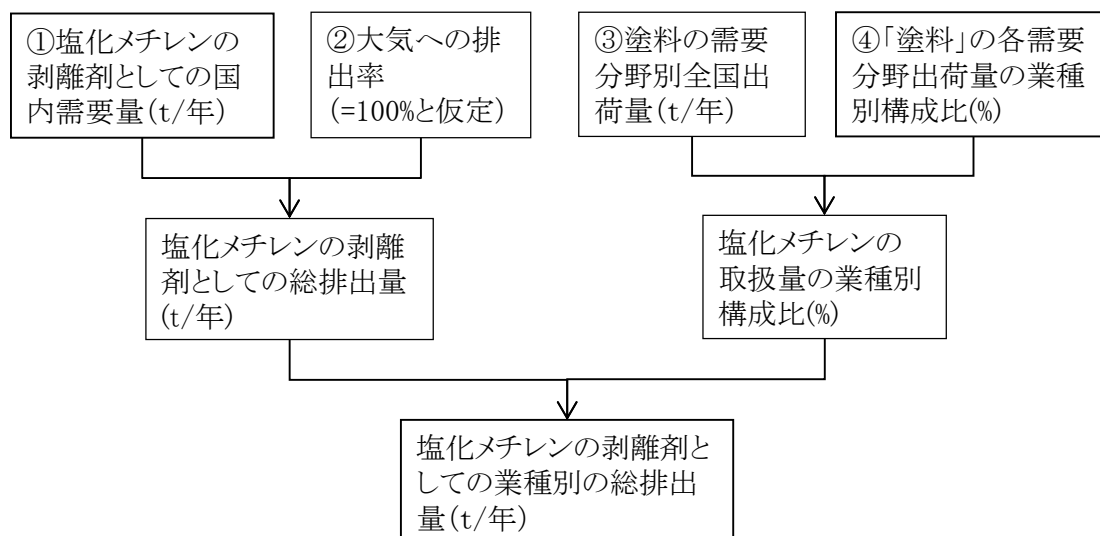 ①塩化メチレンの
剥離剤としての国
内需要量(t/年)
②大気への排
出率
(=100%と仮定)
③塗料の需要
分野別全国出
荷量(t/年)
④「塗料」の各需要
分野出荷量の業種
別構成比(%)
塩化メチレンの剥離
剤としての総排出量
(t/年)
塩化メチレンの
取扱量の業種別
構成比(%)
塩化メチレンの剥離剤と
しての業種別の総排出
量(t/年)